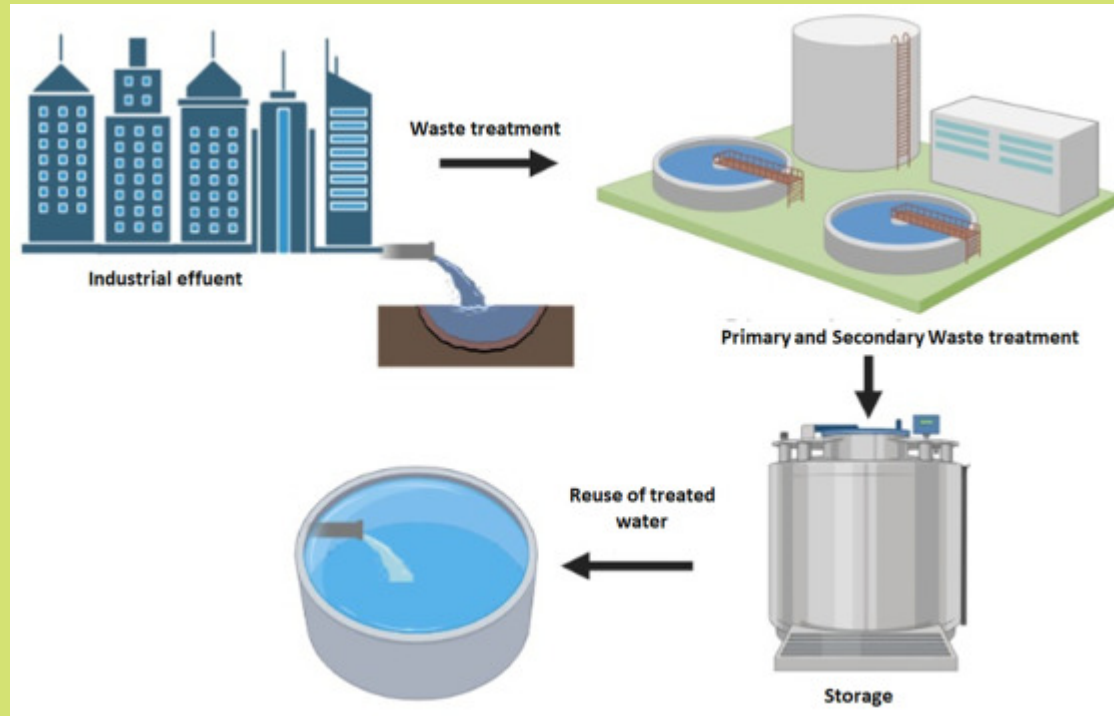 Waste treatment
Industrial effuent
Primary and Secondary Waste treatment
Reuse of treated
water
Storage